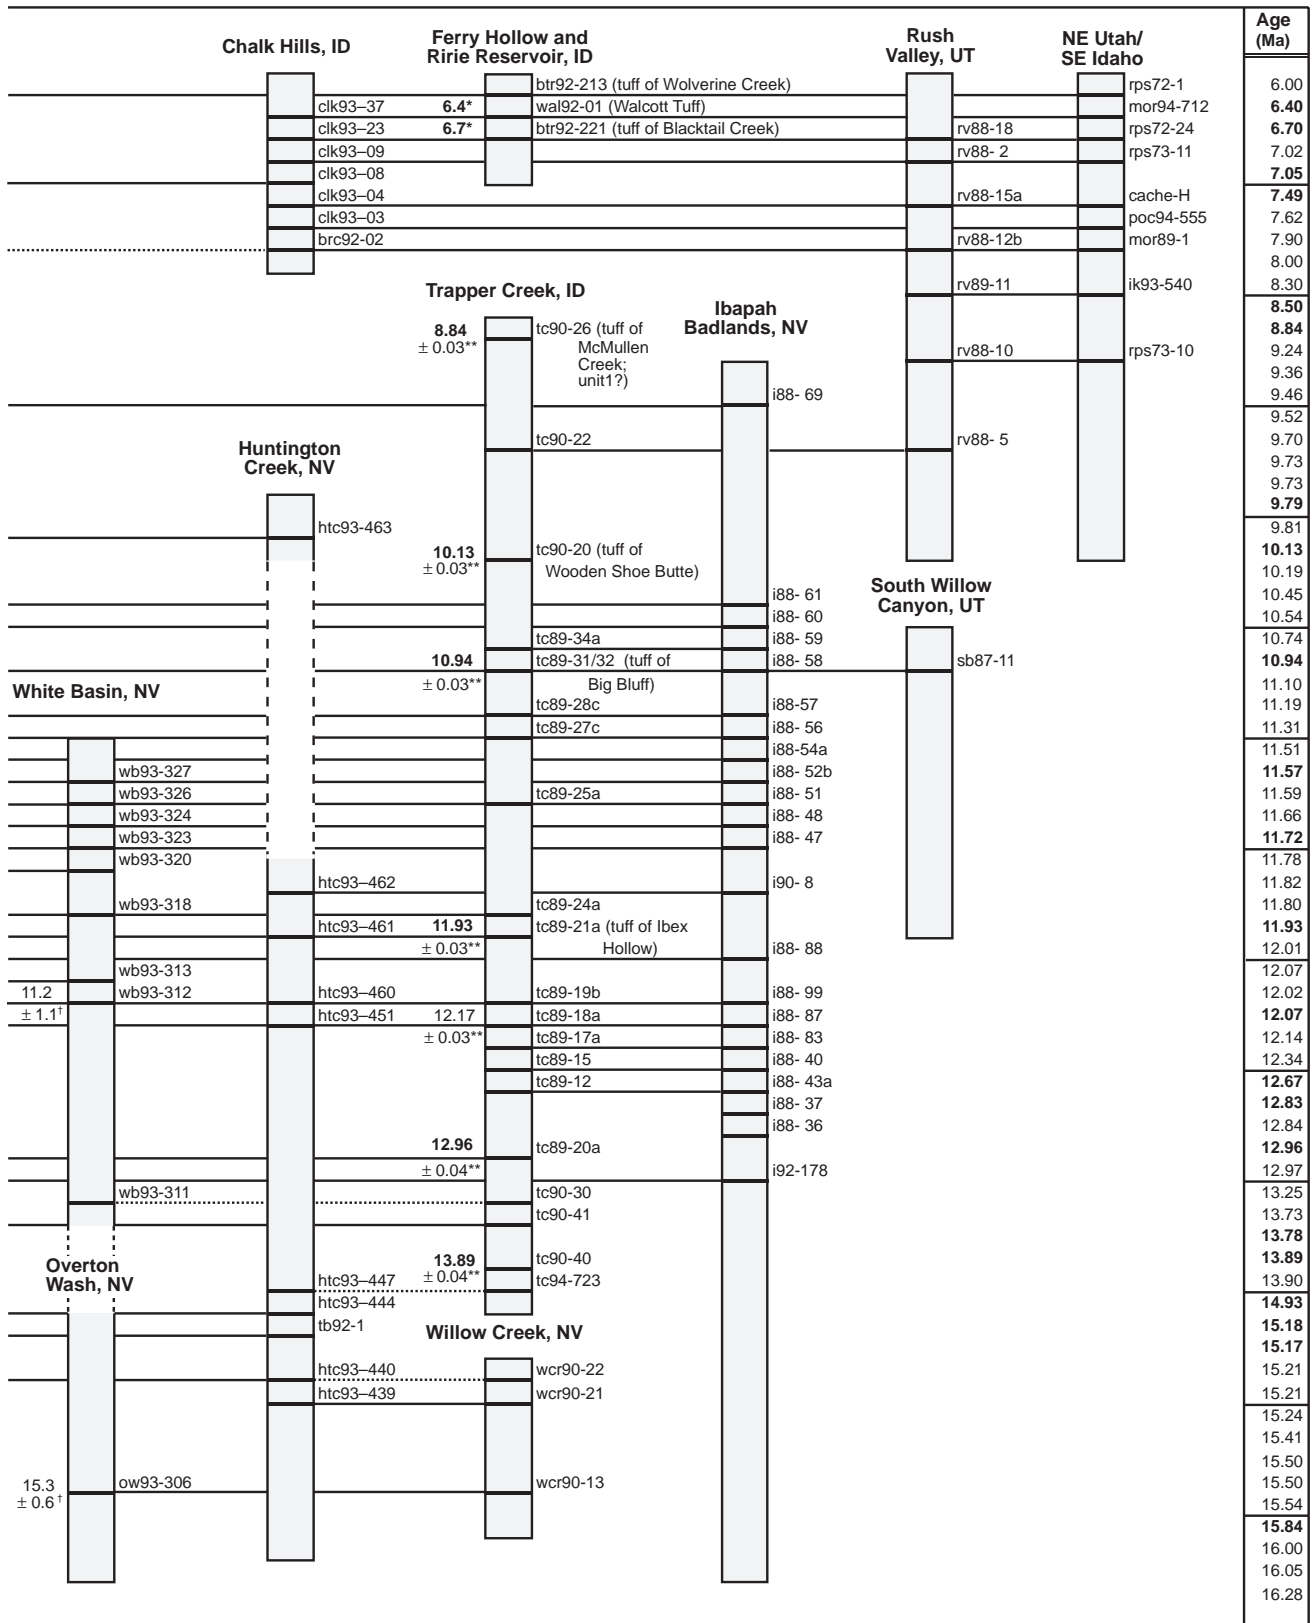 Chalk Hills, ID
clk93–37
clk93–23
clk93–09
clk93–08
clk93–04
clk93–03
brc92-02
Ferry Hollow and
Ririe Reservoir, ID
btr92-213 (tuff of Wolverine Creek)
6.4*
wal92-01 (Walcott Tuff)
6.7*
btr92-221 (tuff of Blacktail Creek)
Rush
Valley, UT
rv88-18
rv88- 2
rv88-15a
rv88-12b
rv89-11
rv88-10
rv88- 5
NE Utah/
SE Idaho
rps72-1
mor94-712
rps72-24
rps73-11
cache-H
poc94-555
mor89-1
ik93-540
rps73-10
Trapper Creek, ID
8.84
± 0.03**
tc90-26 (tuff of
McMullen
Creek;
unit1?)
tc90-22
10.13
± 0.03**
tc90-20 (tuff of
Wooden Shoe Butte)
tc89-34a
10.94
± 0.03**
tc89-31/32 (tuff of
Big Bluff)
tc89-28c
tc89-27c
tc89-25a
tc89-24a
11.93
± 0.03**
tc89-21a (tuff of Ibex
Hollow)
tc89-19b
12.17
± 0.03**
tc89-18a
tc89-17a
tc89-15
tc89-12
12.96
± 0.04**
tc89-20a
tc90-30
tc90-41
13.89
± 0.04**
tc90-40
tc94-723
Ibapah
Badlands, NV
i88- 69
i88- 61
i88- 60
i88- 59
i88- 58
i88-57
i88- 56
i88-54a
i88- 52b
i88- 51
i88- 48
i88- 47
i90- 8
i88- 88
i88- 99
i88- 87
i88- 83
i88- 40
i88- 43a
i88- 37
i88- 36
i92-178
South Willow
Canyon, UT
sb87-11
Huntington
Creek, NV
htc93-463
htc93–462
htc93–461
htc93–460
htc93–451
htc93–447
htc93–444
tb92-1
htc93–440
htc93–439
White Basin, NV
wb93-327
wb93-326
wb93-324
wb93-323
wb93-320
wb93-318
wb93-313
11.2
± 1.1†
wb93-312
wb93-311
Overton
Wash, NV
15.3
± 0.6 †
ow93-306
Willow Creek, NV
wcr90-22
wcr90-21
wcr90-13
Age
(Ma)
6.00
6.40
6.70
7.02
7.05
7.49
7.62
7.90
8.00
8.30
8.50
8.84
9.24
9.36
9.46
9.52
9.70
9.73
9.73
9.79
9.81
10.13
10.19
10.45
10.54
10.74
10.94
11.10
11.19
11.31
11.51
11.57
11.59
11.66
11.72
11.78
11.82
11.80
11.93
12.01
12.07
12.02
12.07
12.14
12.34
12.67
12.83
12.84
12.96
12.97
13.25
13.73
13.78
13.89
13.90
14.93
15.18
15.17
15.21
15.21
15.24
15.41
15.50
15.50
15.54
15.84
16.00
16.05
16.28